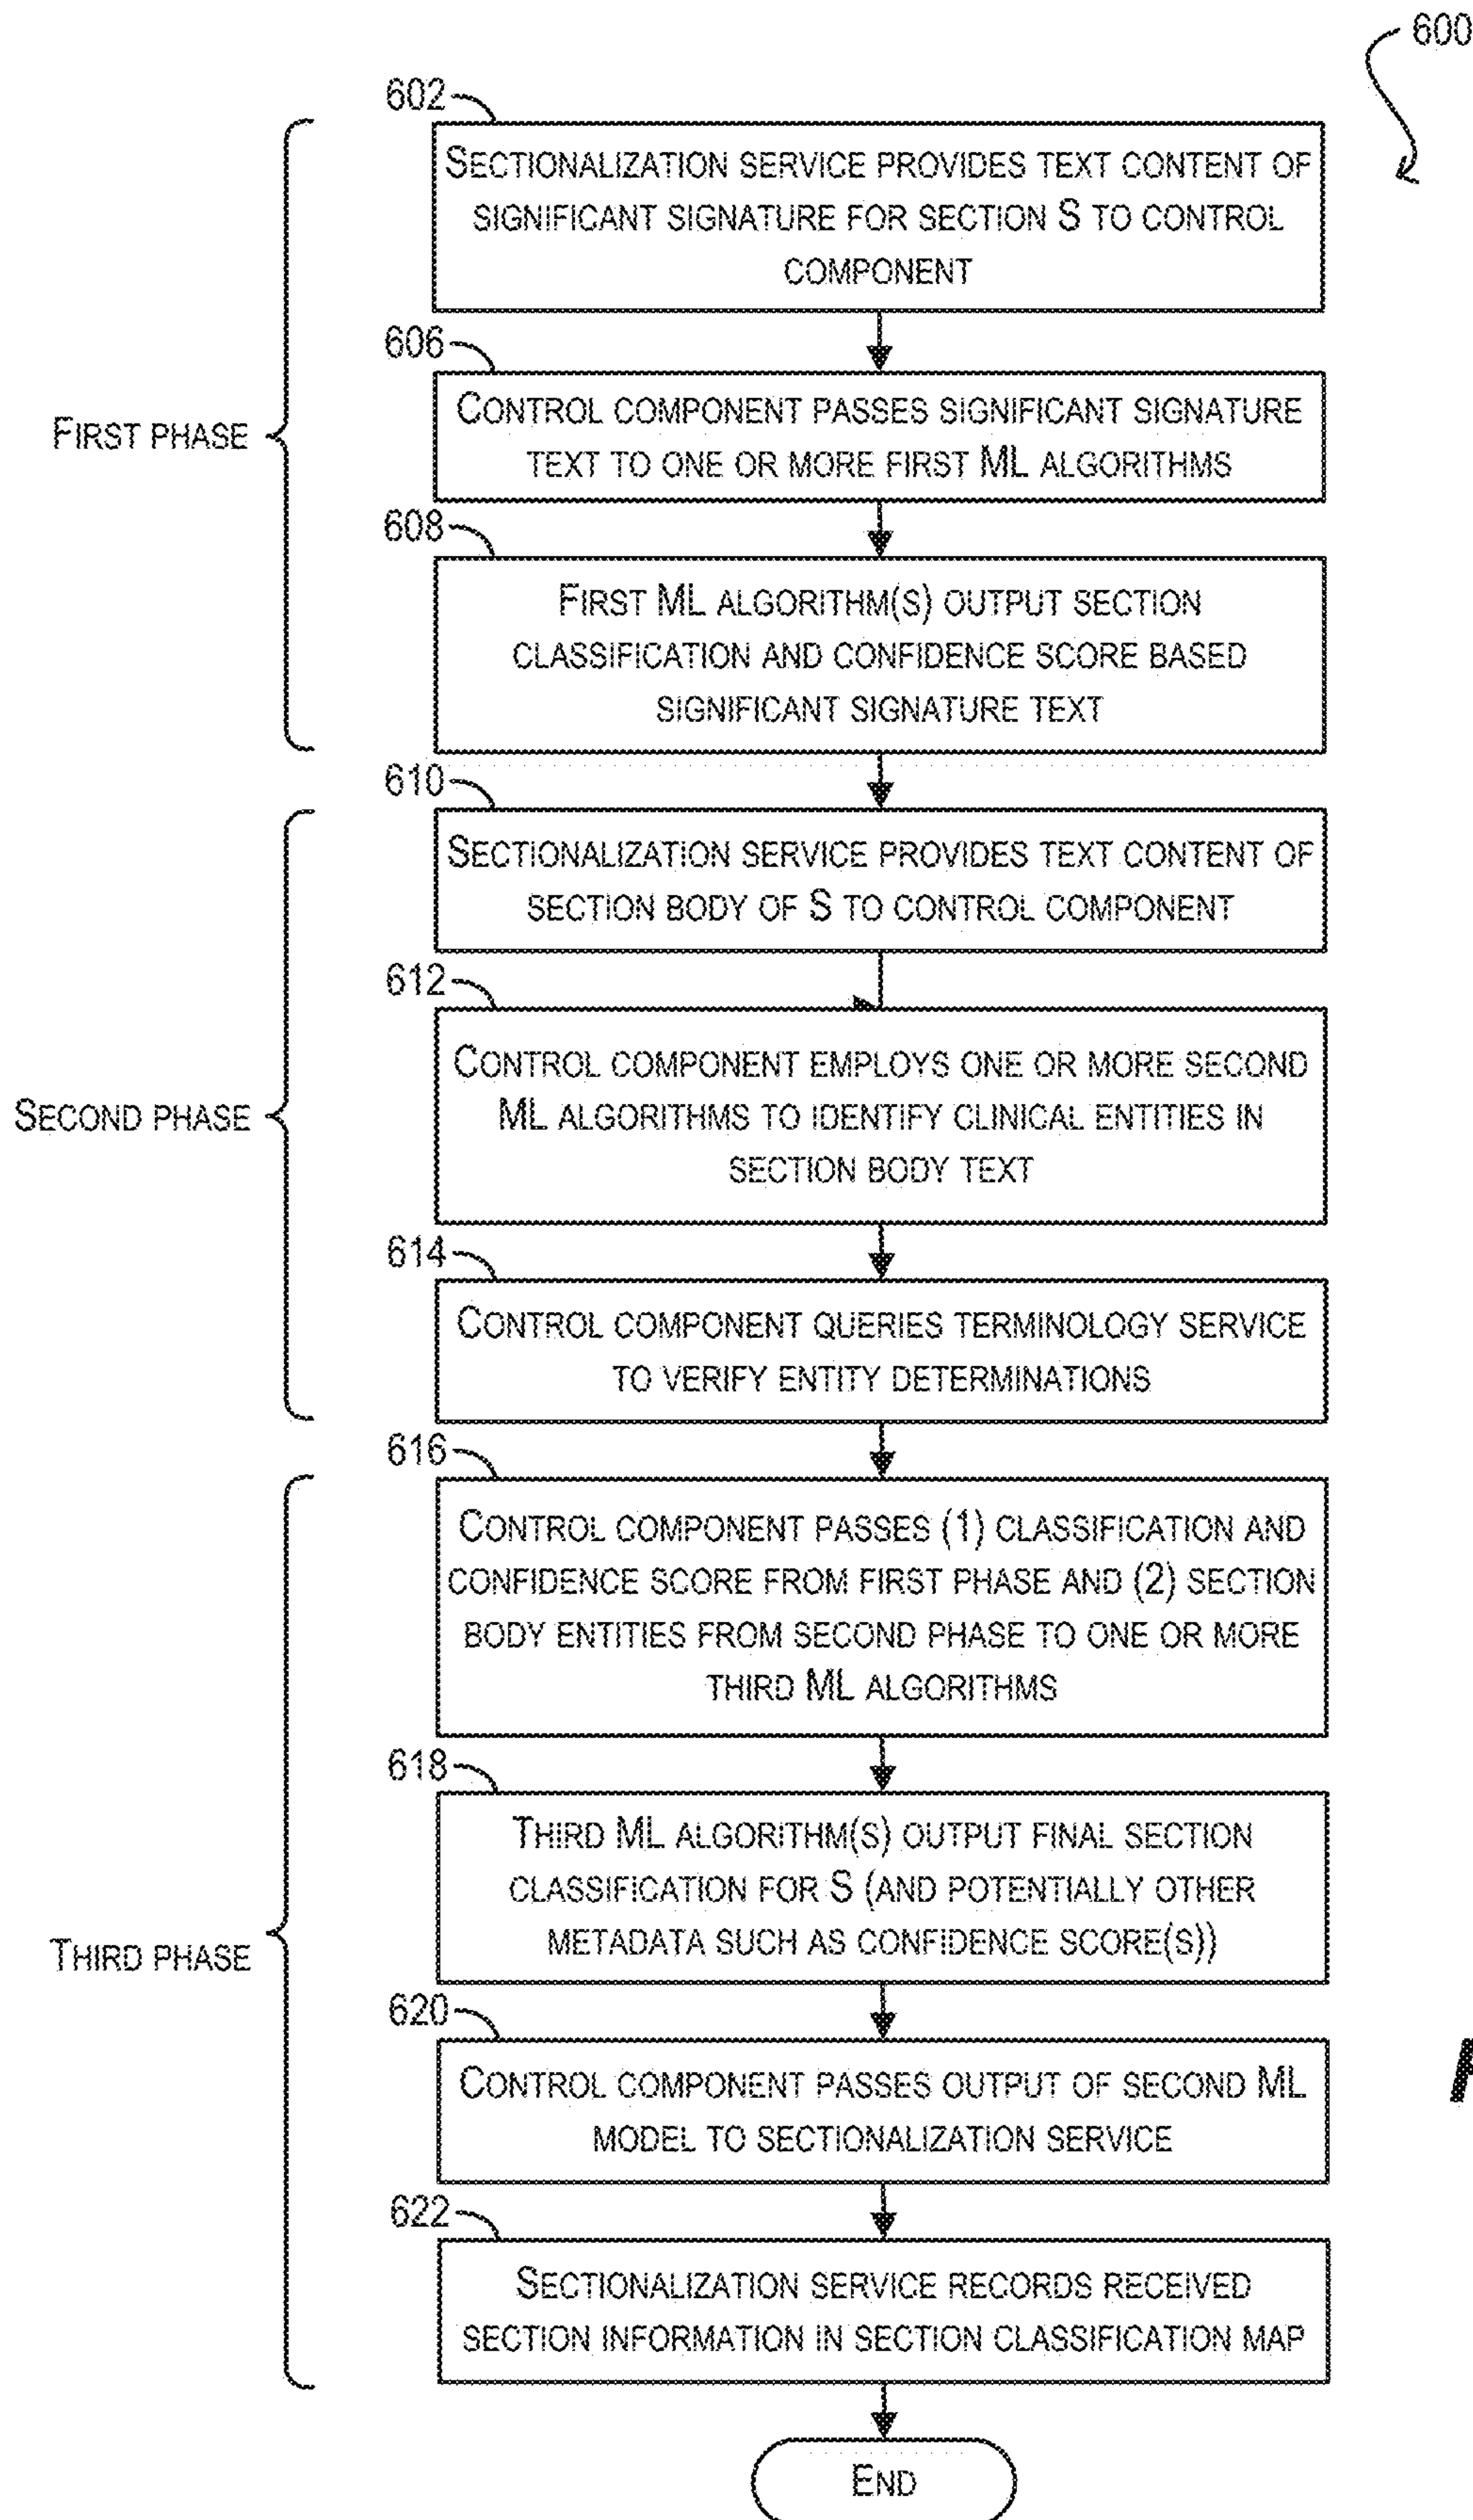 600
602
SECTIONALIZATION SERVICE PROVIDES TEXT CONTENT OF
SIGNIFICANT SIGNATURE FOR SECTION S TO CONTROL
COMPONENT
606
CONTROL COMPONENT PASSES SIGNIFICANT SIGNATURE
TEXT TO ONE OR MORE FIRST ML ALGORITHMS
FIRST PHASE
608
FIRST ML ALGORITHM(S) OUTPUT SECTION
CLASSIFICATION AND CONFIDENCE SCORE BASED
SIGNIFICANT SIGNATURE TEXT
610
SECTIONALIZATION SERVICE PROVIDES TEXT CONTENT OF
SECTION BODY OF S TO CONTROL COMPONENT
612
CONTROL COMPONENT EMPLOYS ONE OR MORE SECOND
ML ALGORITHMS TO IDENTIFY CLINICAL ENTITIES IN
SECTION BODY TEXT
SECOND PHASE
614
CONTROL COMPONENT QUERIES TERMINOLOGY SERVICE
TO VERIFY ENTITY DETERMINATIONS
616
CONTROL COMPONENT PASSES (1) CLASSIFICATION AND
CONFIDENCE SCORE FROM FIRST PHASE AND (2) SECTION
BODY ENTITIES FROM SECOND PHASE TO ONE OR MORE
THIRD ML ALGORITHMS
618
THIRD ML ALGORITHM(S) OUTPUT FINAL SECTION
CLASSIFICATION FOR S (AND POTENTIALLY OTHER
METADATA SUCH AS CONFIDENCE SCORE(S))
THIRD PHASE
620
CONTROL COMPONENT PASSES OUTPUT OF SECOND ML
MODEL TO SECTIONALIZATION SERVICE
622
SECTIONALIZATION SERVICE RECORDS RECEIVED
SECTION INFORMATION IN SECTION CLASSIFICATION MAP
END